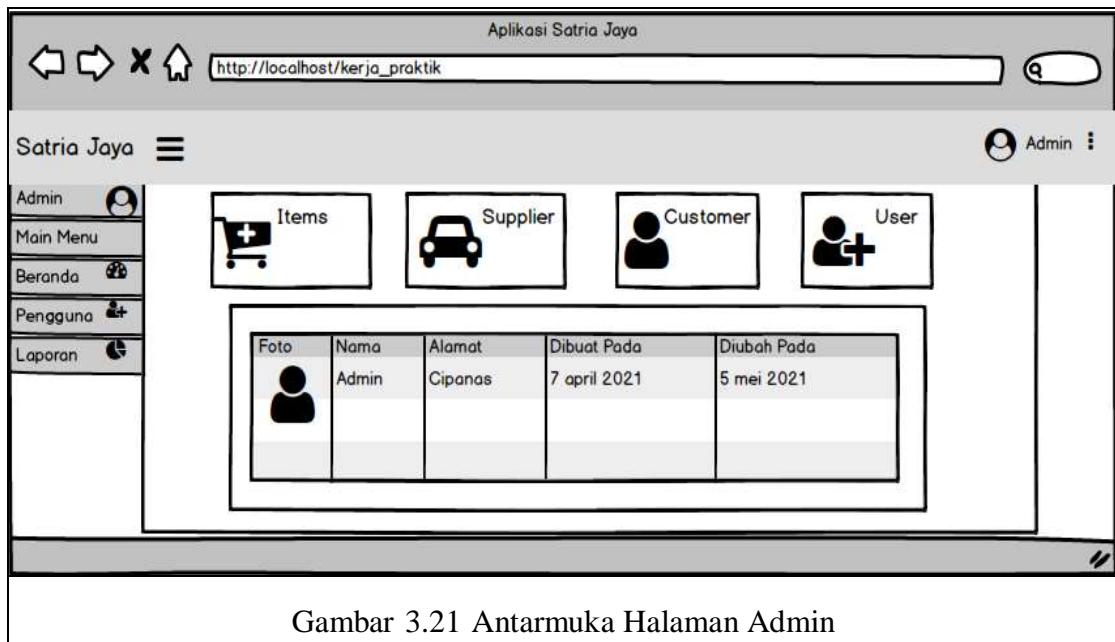 Aplikasi Satria Jaya
http://localhost/kerja_praktik
Satria Jaya
Admin
Admin
Main Menu
Beranda
Pengguna
Laporan
Items
Supplier
Customer
User
Foto Nama Alamat Dibuat Pada Diubah Pada
Admin Cipanas 7 april 2021 5 mei 2021
Gambar 3.21 Antarmuka Halaman Admin